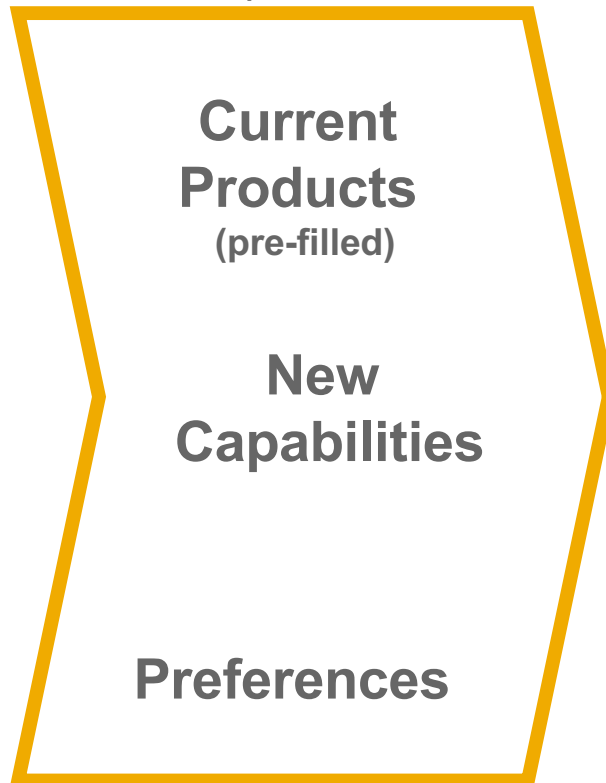 Current
Products
(pre-filled)
New
Capabilities
Preferences